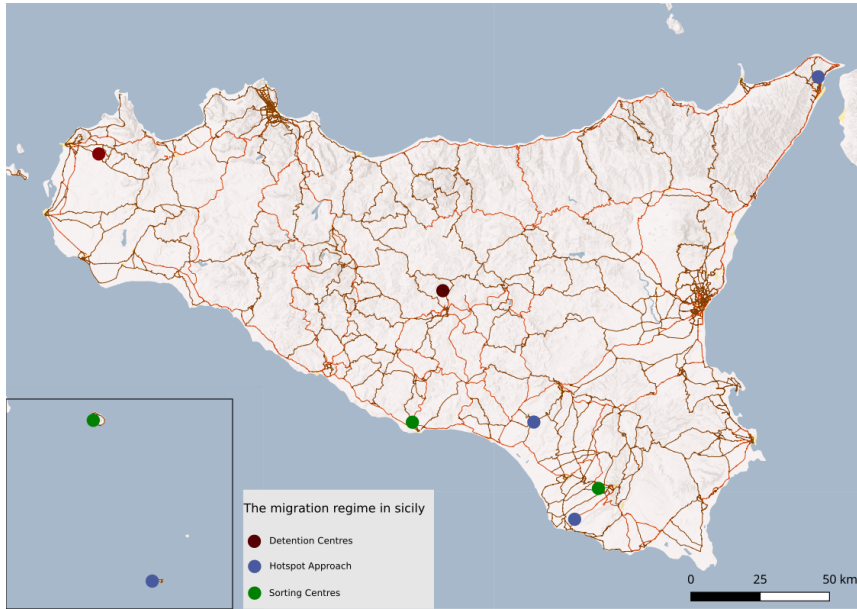 The migration regime in sicily
Detention Centres
Hotspot Approach
Sorting Centres
0 25 50 km